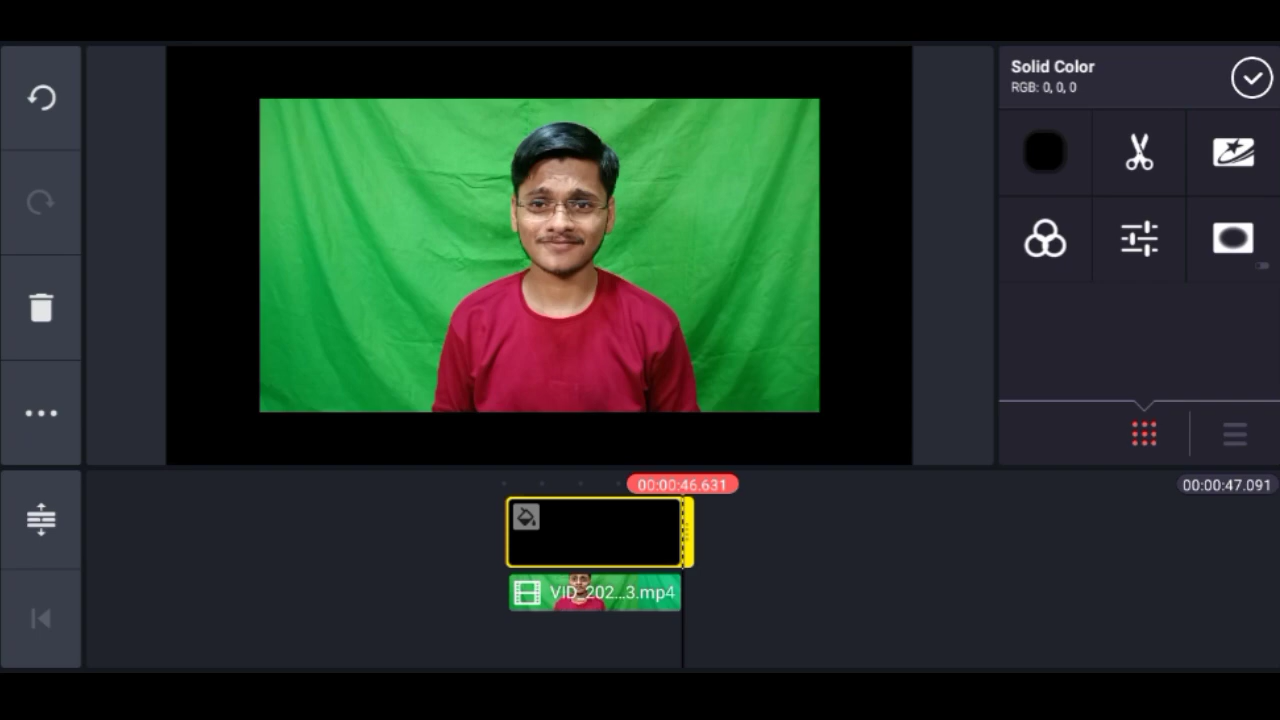 Solid Color
RGB: 0, 0, 0
00:00:46.631
00:00:47.091
VID_202...3.mp4